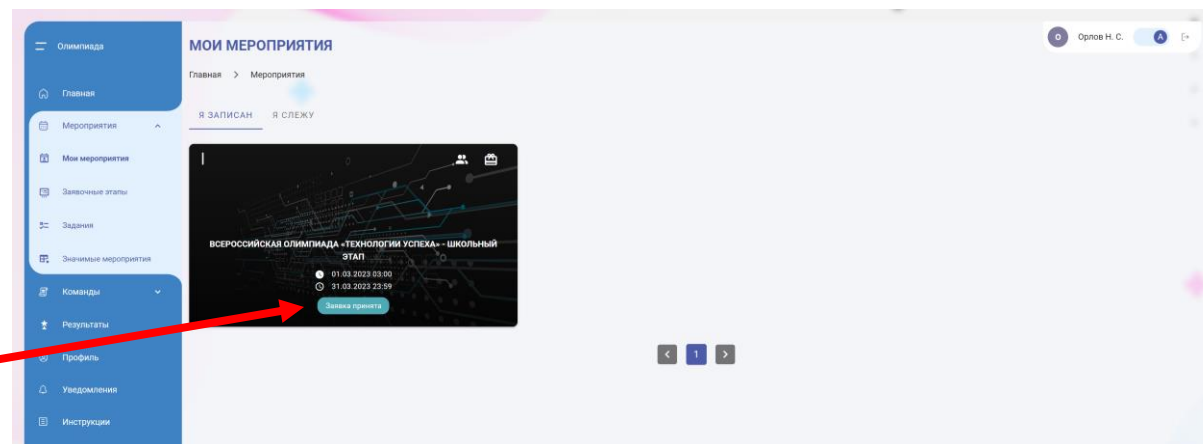 Олимпиада
Главная
Мероприятия
Мои мероприятия
Заявочные этапы
Задания
Значимые мероприятия
Команды
Результаты
Профиль
Уведомления
Инструкции
МОИ МЕРОПРИЯТИЯ
Главная > Мероприятия
Я ЗАПИСАН Я СЛЕЖУ
ВСЕРОССИЙСКАЯ ОЛИМПИАДА «ТЕХНОЛОГИИ УСПЕХА» - ШКОЛЬНЫЙ
ЭТАП
01.03.2023 03:00
31.03.2023 23:59
Заявка принята
< 1 >
О Орлов Н. С. А